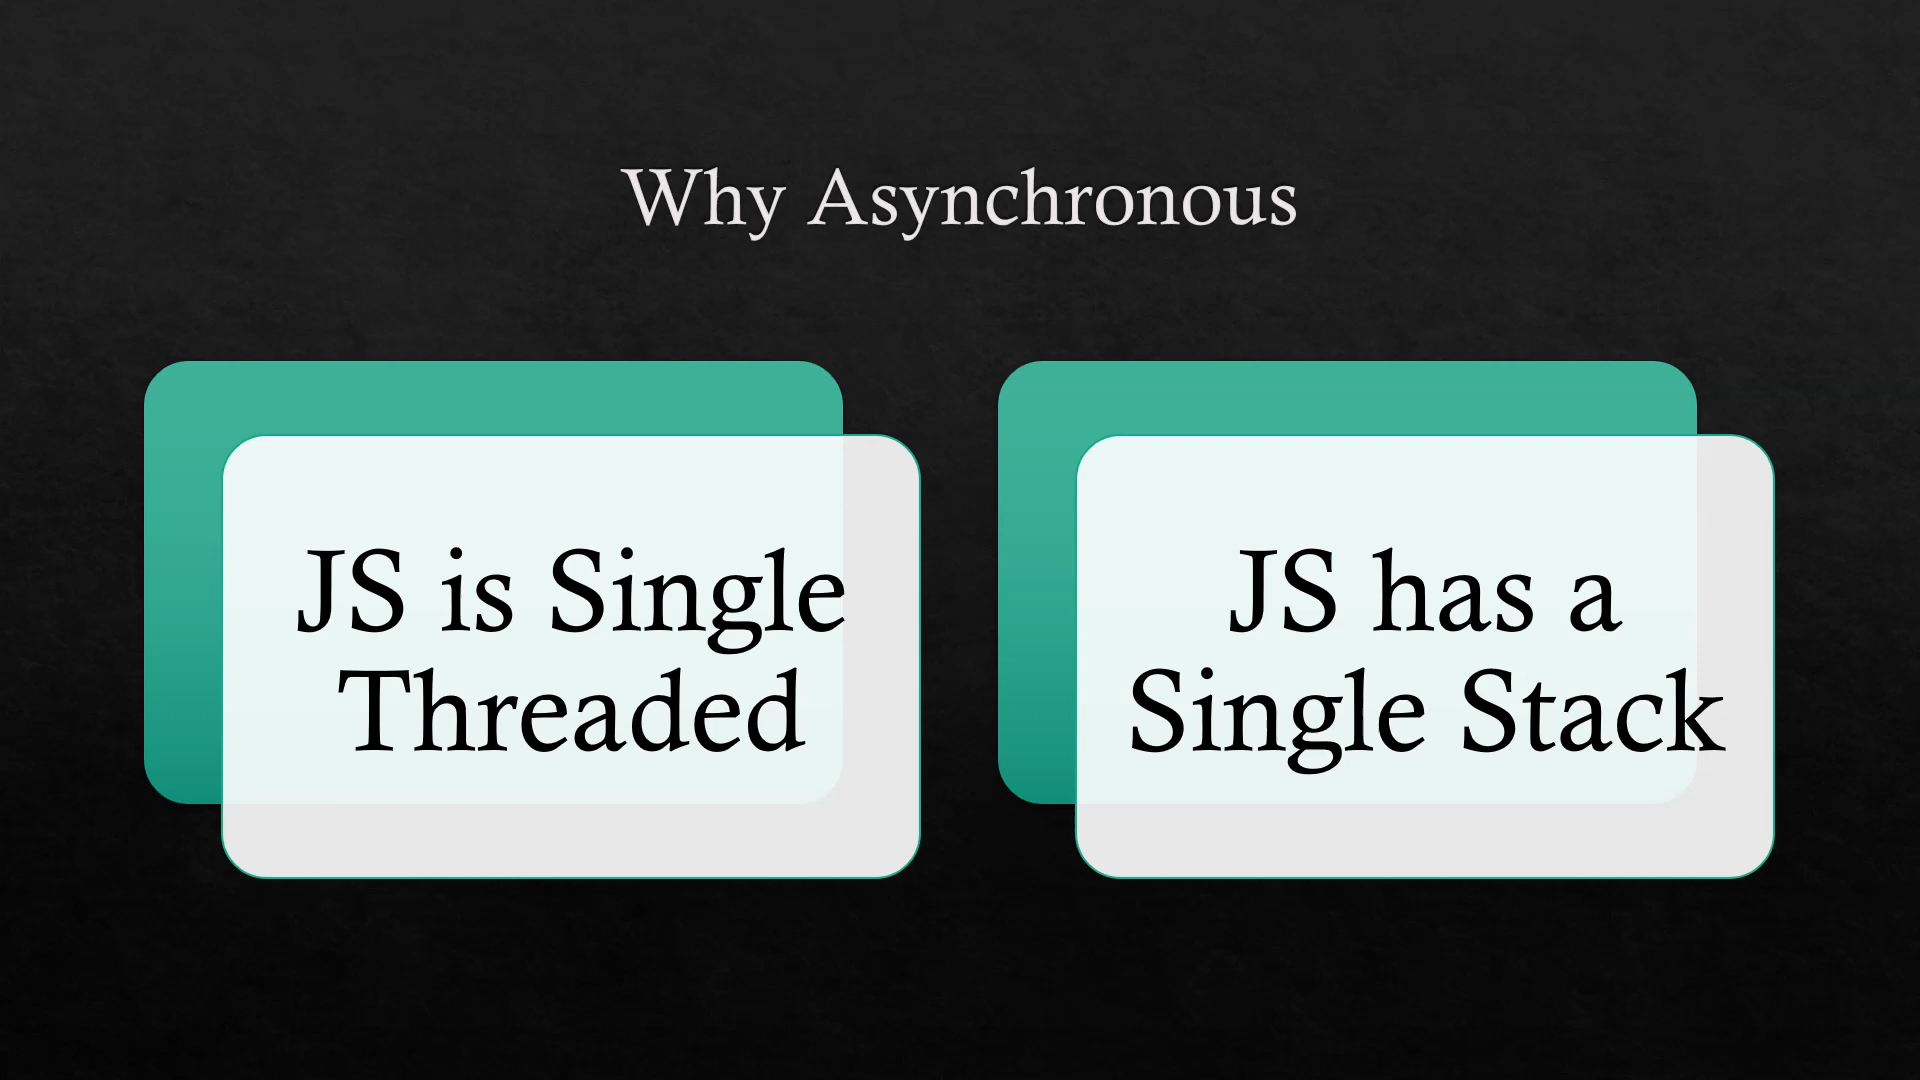 Why Asynchronous
JS is Single
Threaded
JS has a
Single Stack